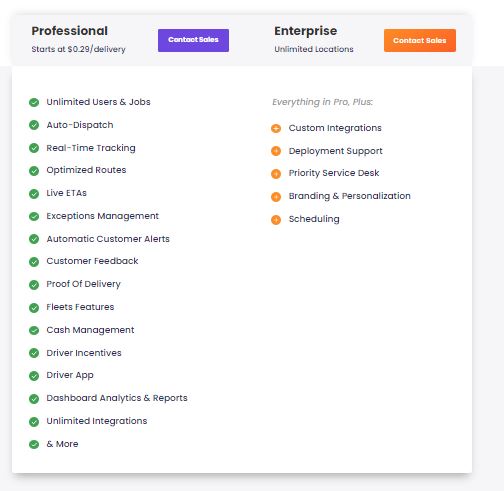 Professional
Starts at $0.29/delivery
Contact Sales
Enterprise
Unlimited Locations
Contact Sales
Unlimited Users & Jobs
Auto-Dispatch
Real-Time Tracking
Optimized Routes
Live ETAs
Exceptions Management
Automatic Customer Alerts
Customer Feedback
Proof Of Delivery
Fleets Features
Cash Management
Driver Incentives
Driver App
Dashboard Analytics & Reports
Unlimited Integrations
& More
Everything in Pro, Plus:
Custom Integrations
Deployment Support
Priority Service Desk
Branding & Personalization
Scheduling